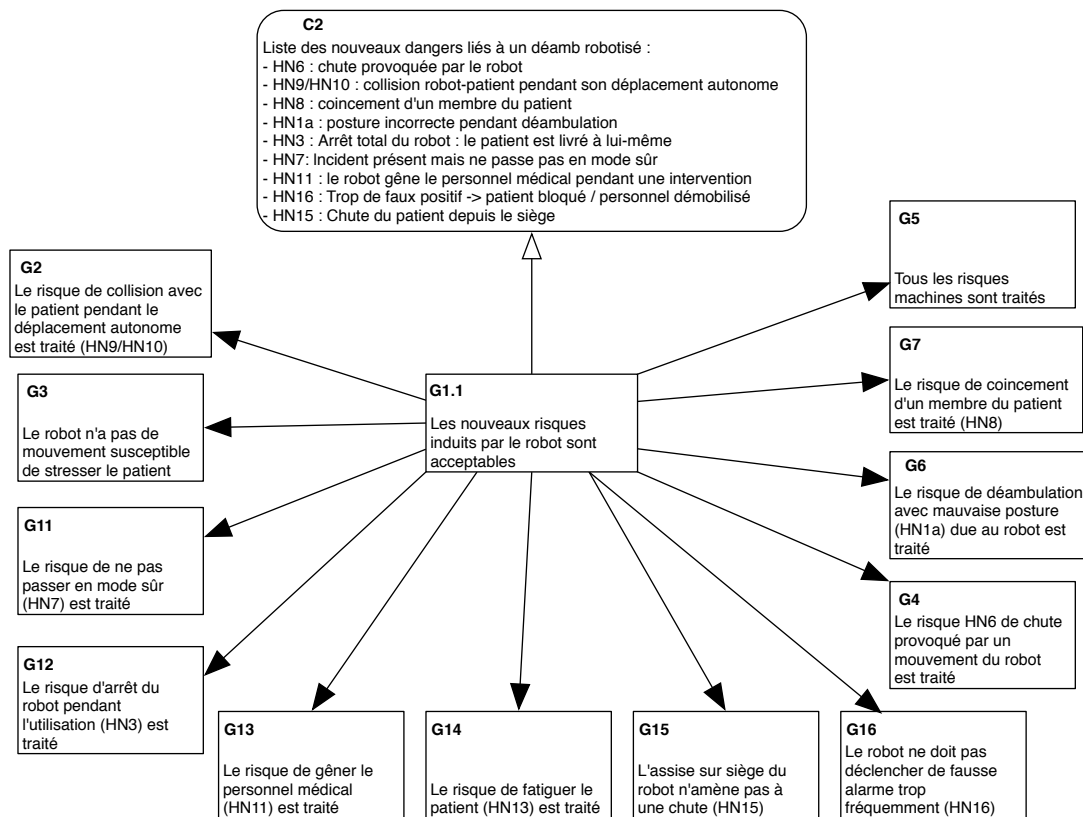 C2
Liste des nouveaux dangers liés à un déamb robotisé :
- HN6 : chute provoquée par le robot
- HN9/HN10 : collision robot-patient pendant son déplacement autonome
- HN8 : coincement d'un membre du patient
- HN1a : posture incorrecte pendant déambulation
- HN3 : Arrêt total du robot : le patient est livré à lui-même
- HN7: Incident présent mais ne passe pas en mode sûr
- HN11 : le robot gêne le personnel médical pendant une intervention
- HN16 : Trop de faux positif -> patient bloqué / personnel démobilisé
- HN15 : Chute du patient depuis le siège
G5
Tous les risques
machines sont traités
G2
Le risque de collision avec
le patient pendant le
déplacement autonome
est traité (HN9/HN10)
G7
Le risque de coincement
d'un membre du patient
est traité (HN8)
G1.1
Les nouveaux risques
induits par le robot sont
acceptables
G3
Le robot n'a pas de
mouvement susceptible
de stresser le patient
G6
Le risque de déambulation
avec mauvaise posture
(HN1a) due au robot est
traité
G11
Le risque de ne pas
passer en mode sûr
(HN7) est traité
G4
Le risque HN6 de chute
provoqué par un
mouvement du robot
est traité
G12
Le risque d'arrêt du
robot pendant
l'utilisation (HN3) est
traité
G13
Le risque de gêner le
personnel médical
(HN11) est traité
G14
Le risque de fatiguer le
patient (HN13) est traité
G15
L'assise sur siège du
robot n'amène pas à
une chute (HN15)
G16
Le robot ne doit pas
déclencher de fausse
alarme trop
fréquemment (HN16)